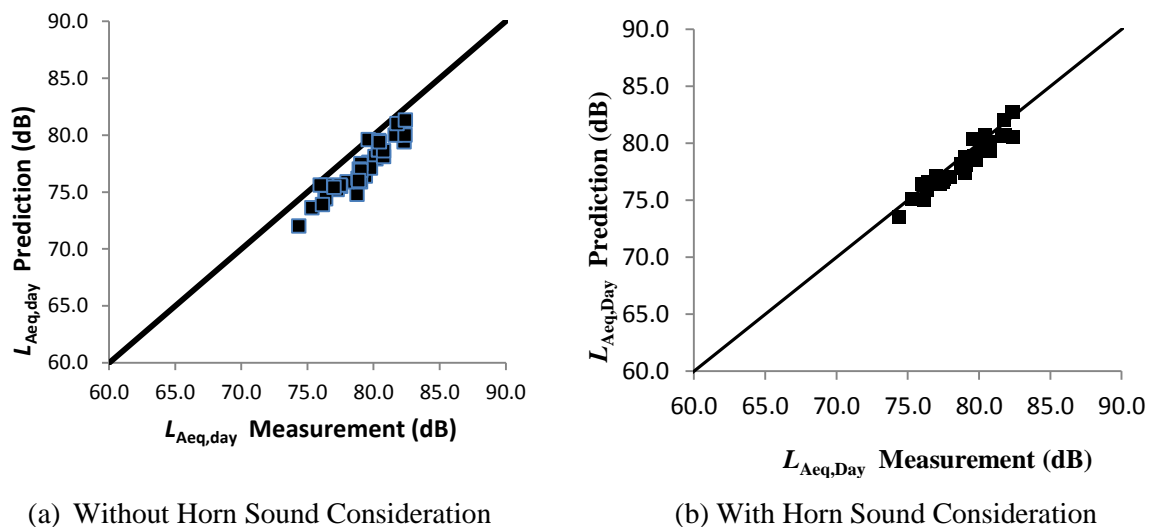 90.0
85.0
80.0
75.0
70.0
65.0
60.0
L Aeq,day Prediction (dB)
60.0 65.0 70.0 75.0 80.0 85.0 90.0
L Aeq,day Measurement (dB)
(a) Without Horn Sound Consideration
90.0
85.0
80.0
75.0
70.0
65.0
60.0
L Aeq,Day Prediction (dB)
60.0 65.0 70.0 75.0 80.0 85.0 90.0
L Aeq,Day Measurement (dB)
(b) With Horn Sound Consideration